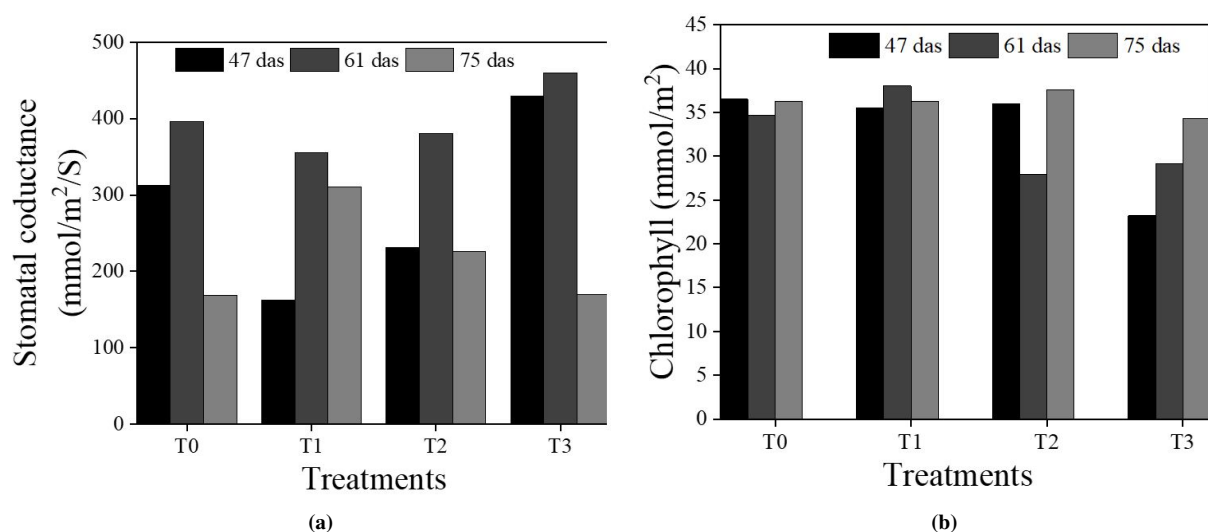 Stomatal coductance
(mmol/m²/S)
500
400
300
200
100
0
47 das 61 das 75 das
T0 T1 T2 T3
Treatments
(a)
Chlorophyll (mmol/m²)
45
40
35
30
25
20
15
10
5
0
47 das 61 das 75 das
T0 T1 T2 T3
Treatments
(b)